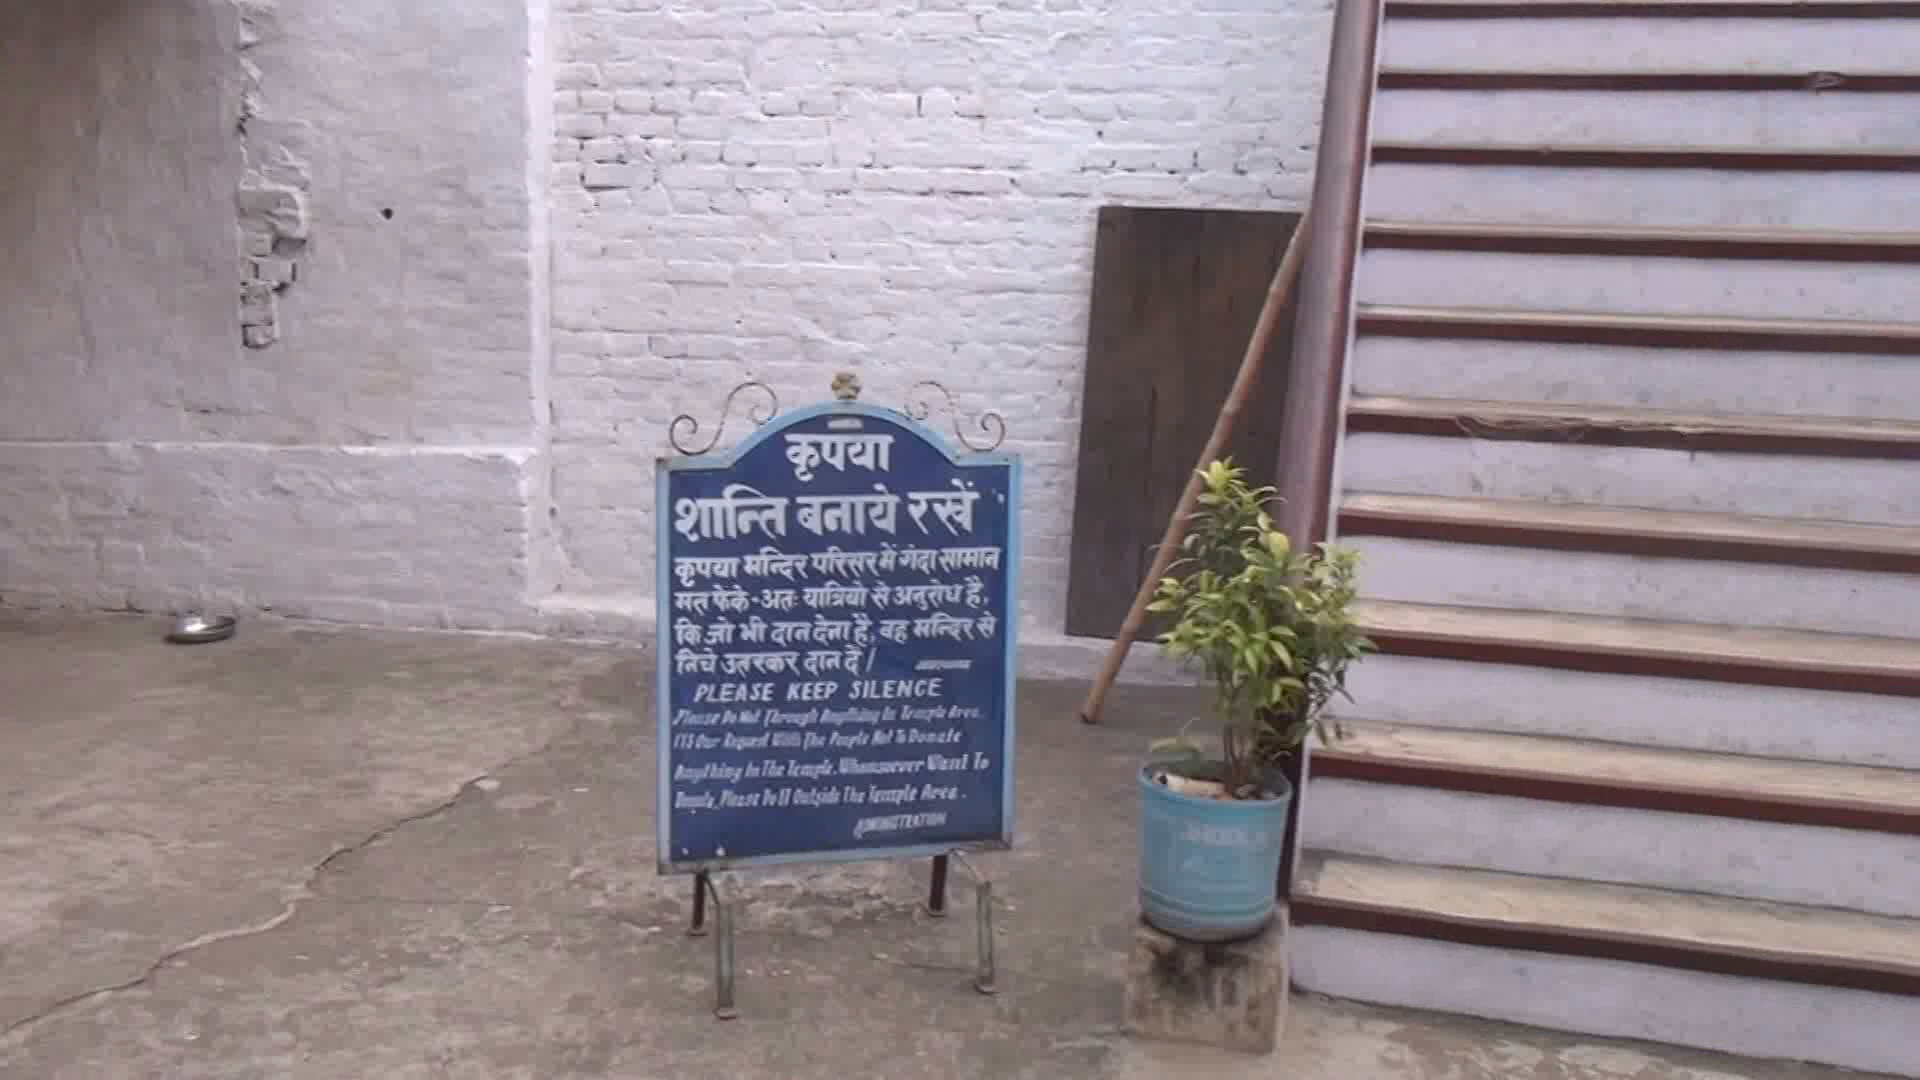 कृपया
शान्ति बनाये रखें
कृपया मन्दिर परिसर में गंदा सामान
मत फेके - अतः यात्रियो से अनुरोध है,
कि जो भी दान देना है, वह मन्दिर से
निचे उतरकर दान दे /
PLEASE KEEP SILENCE
Please Do Not Through Anything In Temple Area.
ITS Our Request With The People Not To Donate
Anything In The Temple. Whomsoever Want To
Donate, Please Do It Outside The Temple Area.
ADMINISTRATION